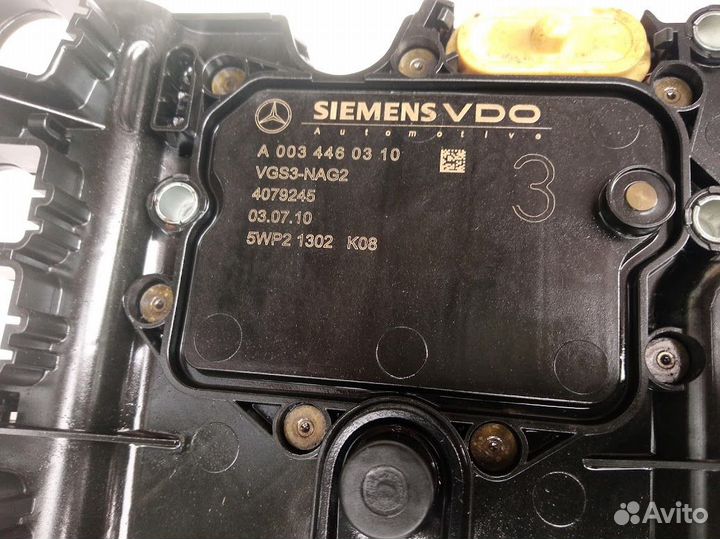 SIEMENS VDO
Automotive
A 003 446 03 10
VGS3-NAG2
4079245
03.07.10
5WP2 1302 K08
3
Avito